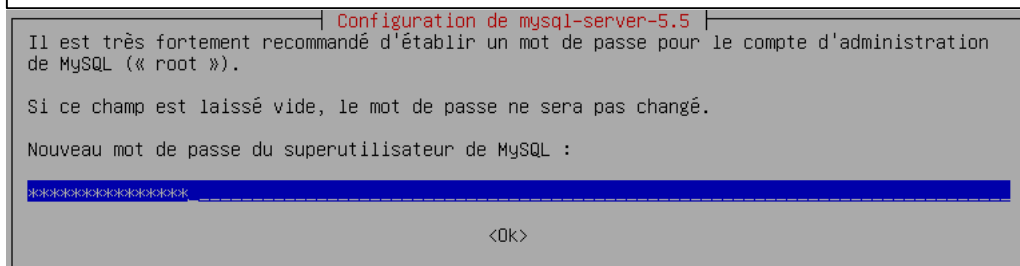 Configuration de mysql-server-5.5
Il est très fortement recommandé d'établir un mot de passe pour le compte d'administration
de MySQL (« root »).
Si ce champ est laissé vide, le mot de passe ne sera pas changé.
Nouveau mot de passe du superutilisateur de MySQL :
***************
<Ok>